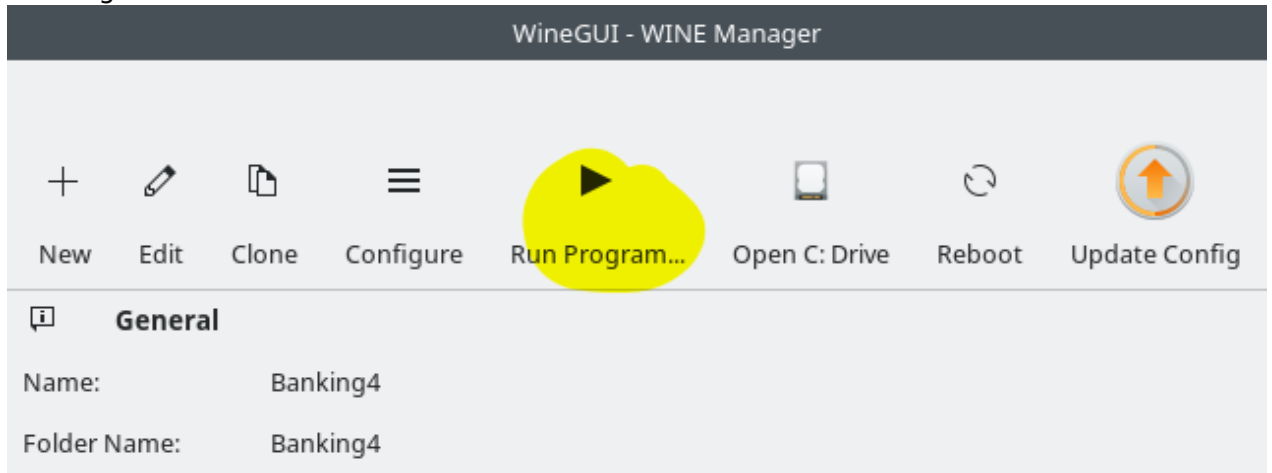 WineGUI - WINE Manager
New Edit Clone Configure Run Program... Open C: Drive Reboot Update Config
General
Name: Banking4
Folder Name: Banking4